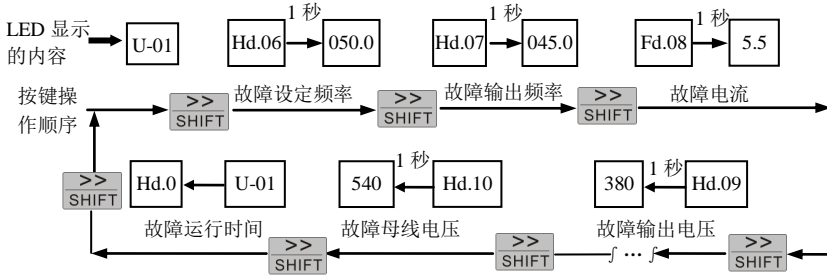 LED 显示
的内容
U-01
Hd.06
1 秒
050.0
Hd.07
1 秒
045.0
Fd.08
1 秒
5.5
按键操
作顺序
>>
SHIFT
故障设定频率
>>
SHIFT
故障输出频率
>>
SHIFT
故障电流
>>
SHIFT
Hd.0
U-01
540
1 秒
Hd.10
380
1 秒
Hd.09
故障运行时间
>>
SHIFT
故障母线电压
>>
SHIFT
···
故障输出电压
>>
SHIFT